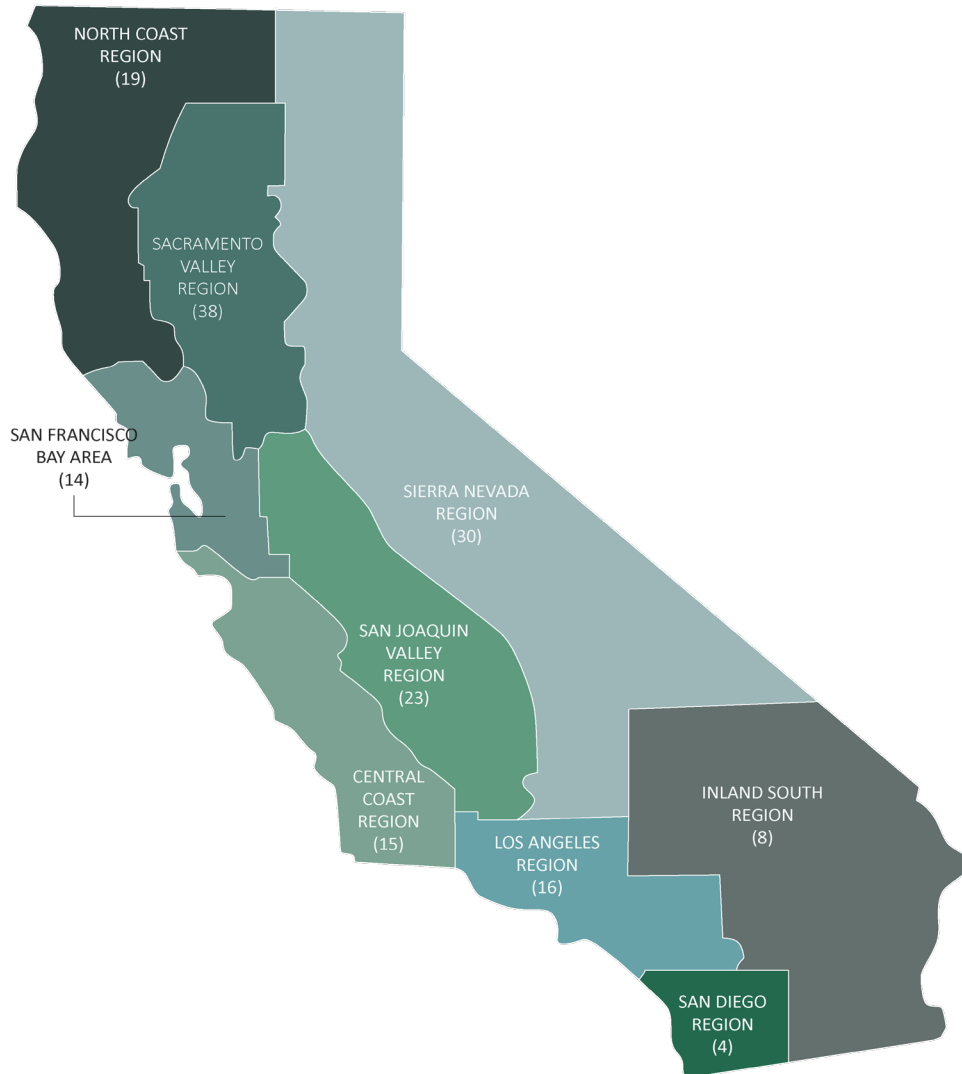 NORTH COAST
REGION
(19)
SACRAMENTO
VALLEY
REGION
(38)
SAN FRANCISCO
BAY AREA
(14)
SIERRA NEVADA
REGION
(30)
SAN JOAQUIN
VALLEY
REGION
(23)
CENTRAL
COAST
REGION
(15)
INLAND SOUTH
REGION
(8)
LOS ANGELES
REGION
(16)
SAN DIEGO
REGION
(4)